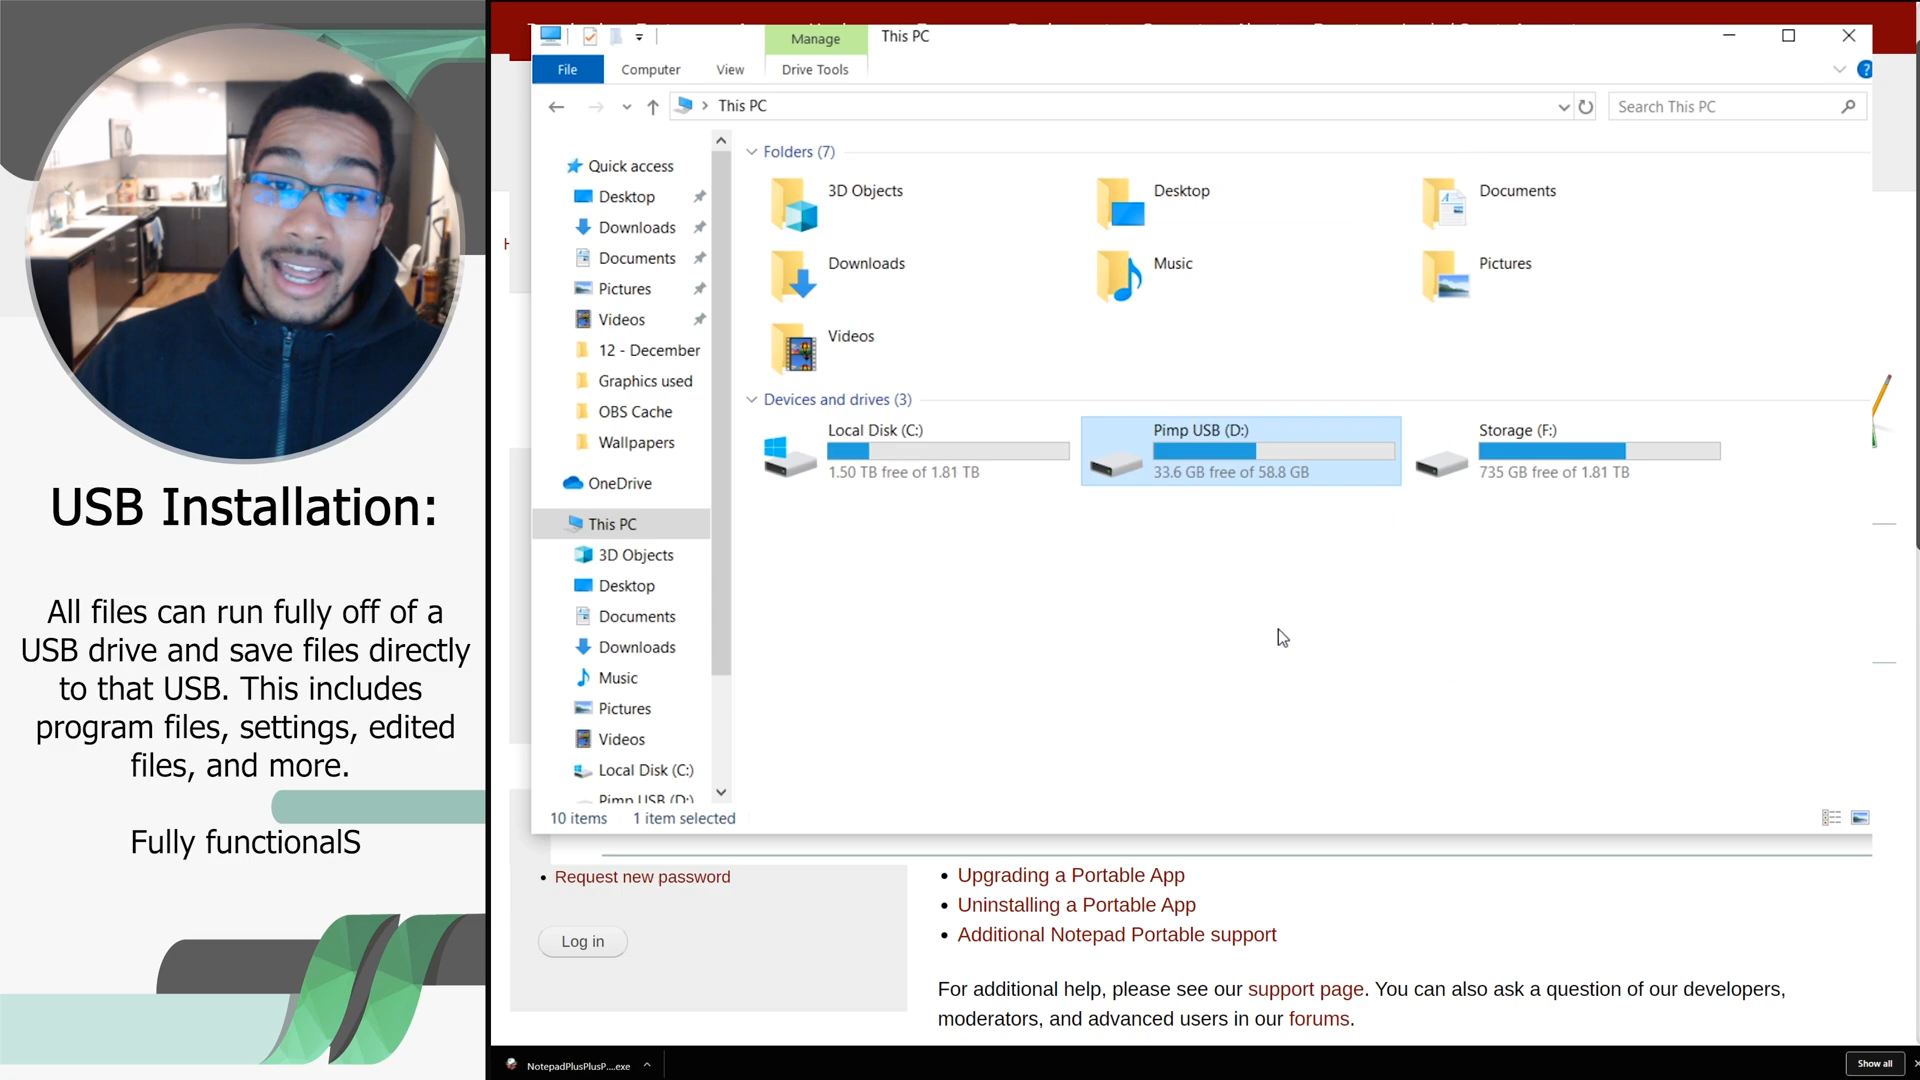 USB Installation:
All files can run fully off of a
USB drive and save files directly
to that USB. This includes
program files, settings, edited
files, and more.
Fully functionalS
Manage
This PC
File
Computer
View
Drive Tools
This PC
Search This PC
Quick access
Desktop
Downloads
Documents
Pictures
Videos
12 - December
Graphics used
OBS Cache
Wallpapers
OneDrive
This PC
3D Objects
Desktop
Documents
Downloads
Music
Pictures
Videos
Local Disk (C:)
Pimp USB (D:)
Folders (7)
3D Objects
Desktop
Documents
Downloads
Music
Pictures
Videos
Devices and drives (3)
Local Disk (C:)
1.50 TB free of 1.81 TB
Pimp USB (D:)
33.6 GB free of 58.8 GB
Storage (F:)
735 GB free of 1.81 TB
10 items
1 item selected
Request new password
Log in
Upgrading a Portable App
Uninstalling a Portable App
Additional Notepad Portable support
For additional help, please see our support page. You can also ask a question of our developers,
moderators, and advanced users in our forums.
NotepadPlusPlusP....exe
Show all